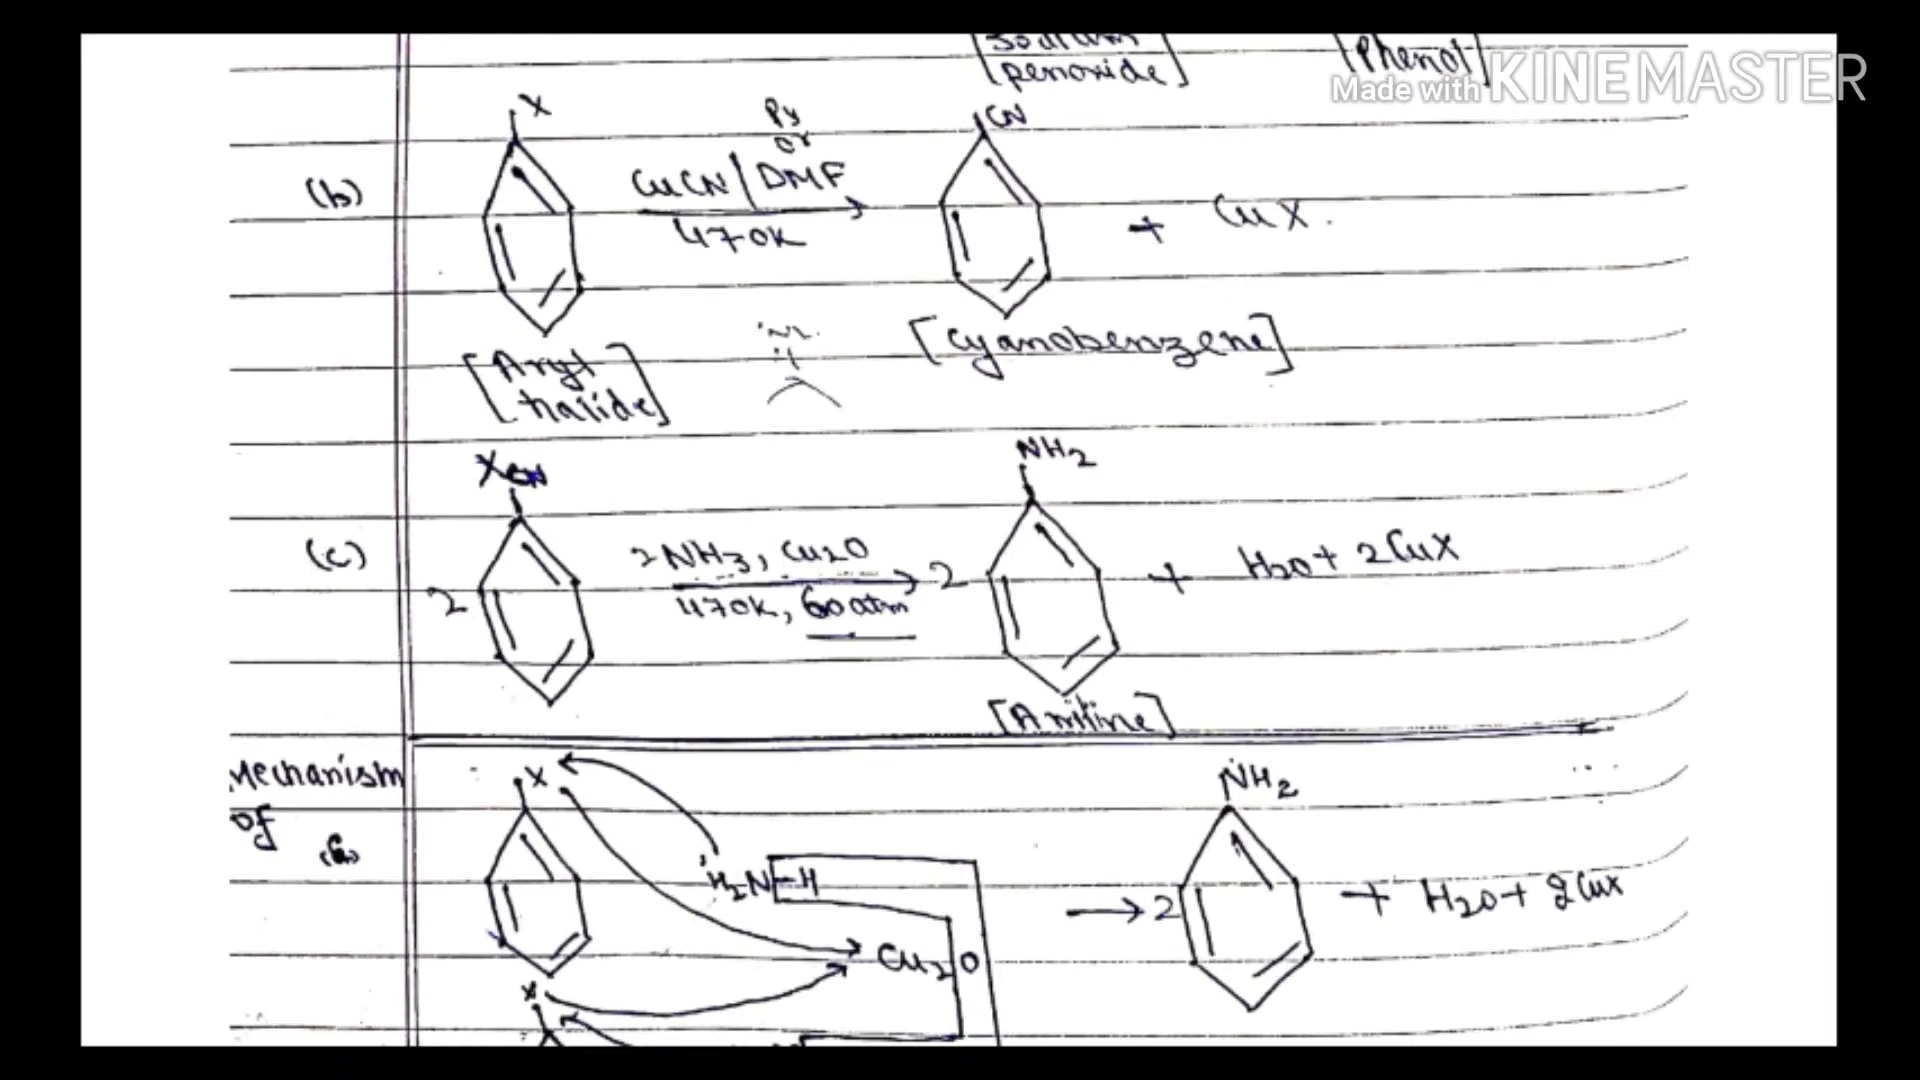 [Sodium
penoxide]
[Phenol]
Made with KINEMASTER
X
Py
or
CN
(b)
CuCN | DMF
470K
+ CuX.
[Aryl
halide]
[Cyanobenzene]
X
NH2
(c)
2
2NH3, Cu2O
470K, 60 atm
2
+ H2O + 2CuX
[Aniline]
Mechanism
of
X
NH2
H2N-H
→ 2
+ H2O + 2CuX
Cu2O
X